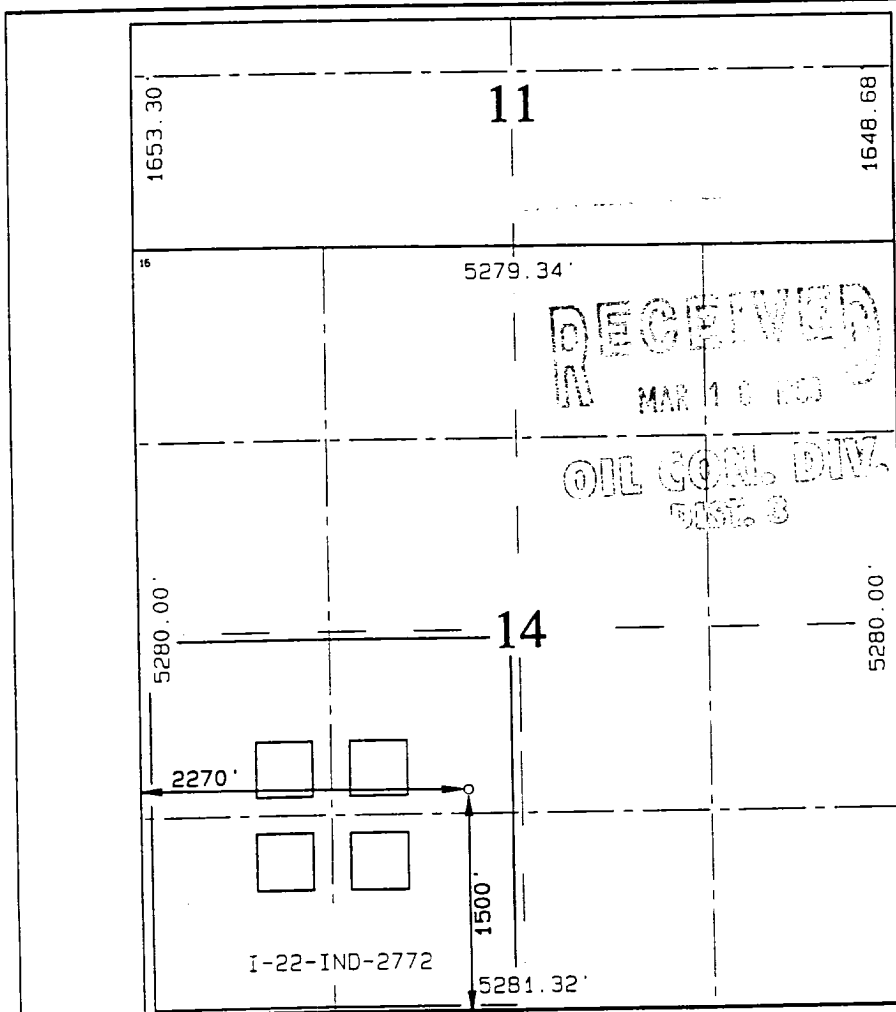 1653.30'
11
1648.68'
15
5279.34'
RECEIVED
MAR 1
OIL CON. DIV.
DIST. 3
5280.00'
14
5280.00'
2270'
1500'
I-22-IND-2772
5281.32'